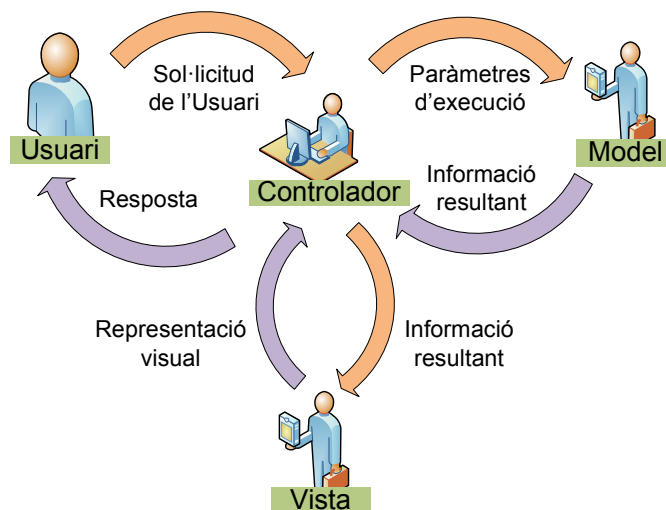 Sol·licitud
de l’Usuari
Paràmetres
d’execució
Usuari
Controlador
Model
Resposta
Informació
resultant
Representació
visual
Informació
resultant
Vista